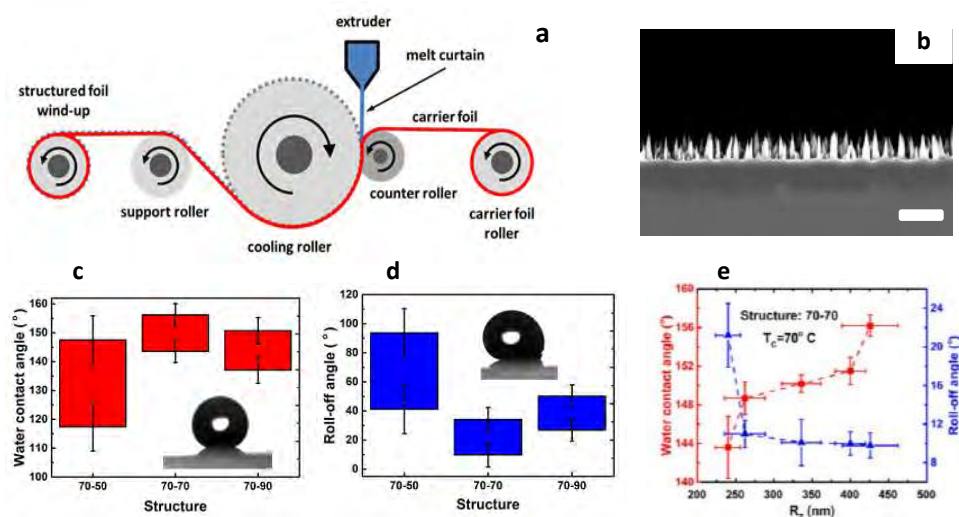 extruder
a
b
melt curtain
structured foil
wind-up
carrier foil
support roller
counter roller
cooling roller
carrier foil
roller
c
d
e
Water contact angle (°)
160
150
140
130
120
110
100
70-50
70-70
70-90
Structure
Roll-off angle (°)
120
100
80
60
40
20
0
70-50
70-70
70-90
Structure
Water contact angle (°)
160
156
152
148
144
140
Structure: 70-70
T_C=70° C
24
20
16
12
8
Roll-off angle (°)
200
250
300
350
400
450
500
R_z (nm)